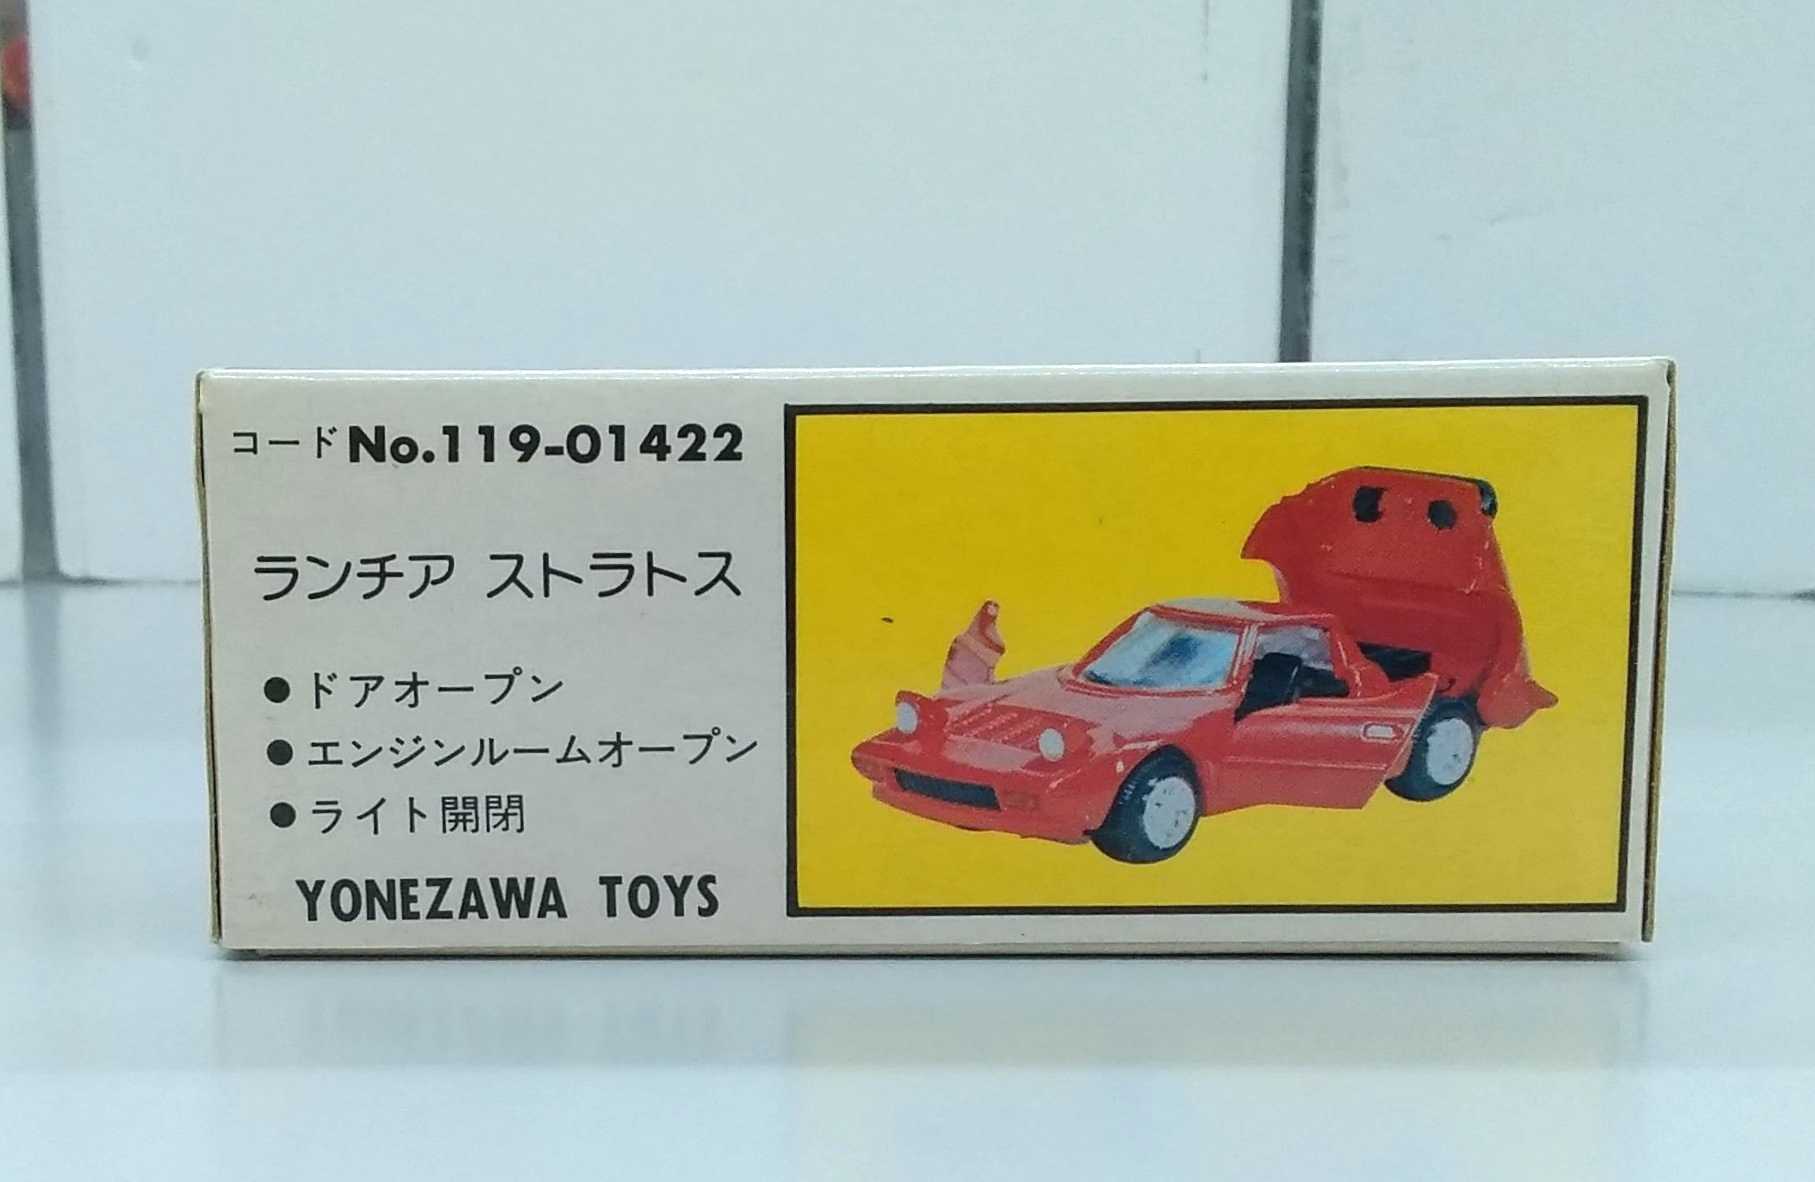 コードNo.119-01422
ランチア ストラトス
●ドアオープン
●エンジンルームオープン
●ライト開閉
YONEZAWA TOYS